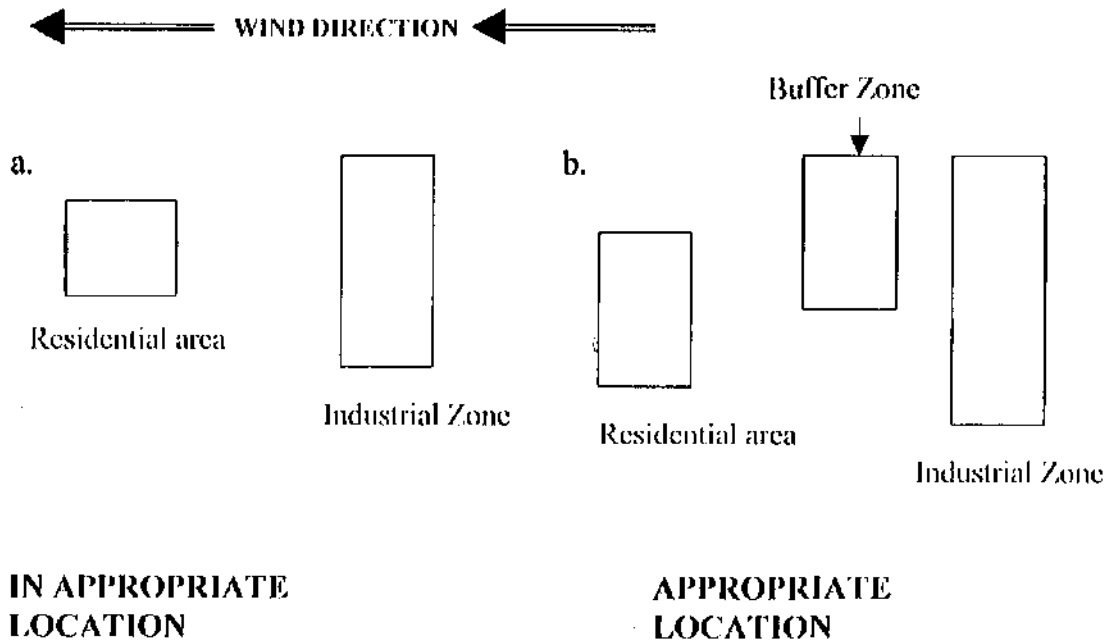 WIND DIRECTION
Buffer Zone
a.
b.
Residential area
Industrial Zone
Residential area
Industrial Zone
IN APPROPRIATE
LOCATION
APPROPRIATE
LOCATION